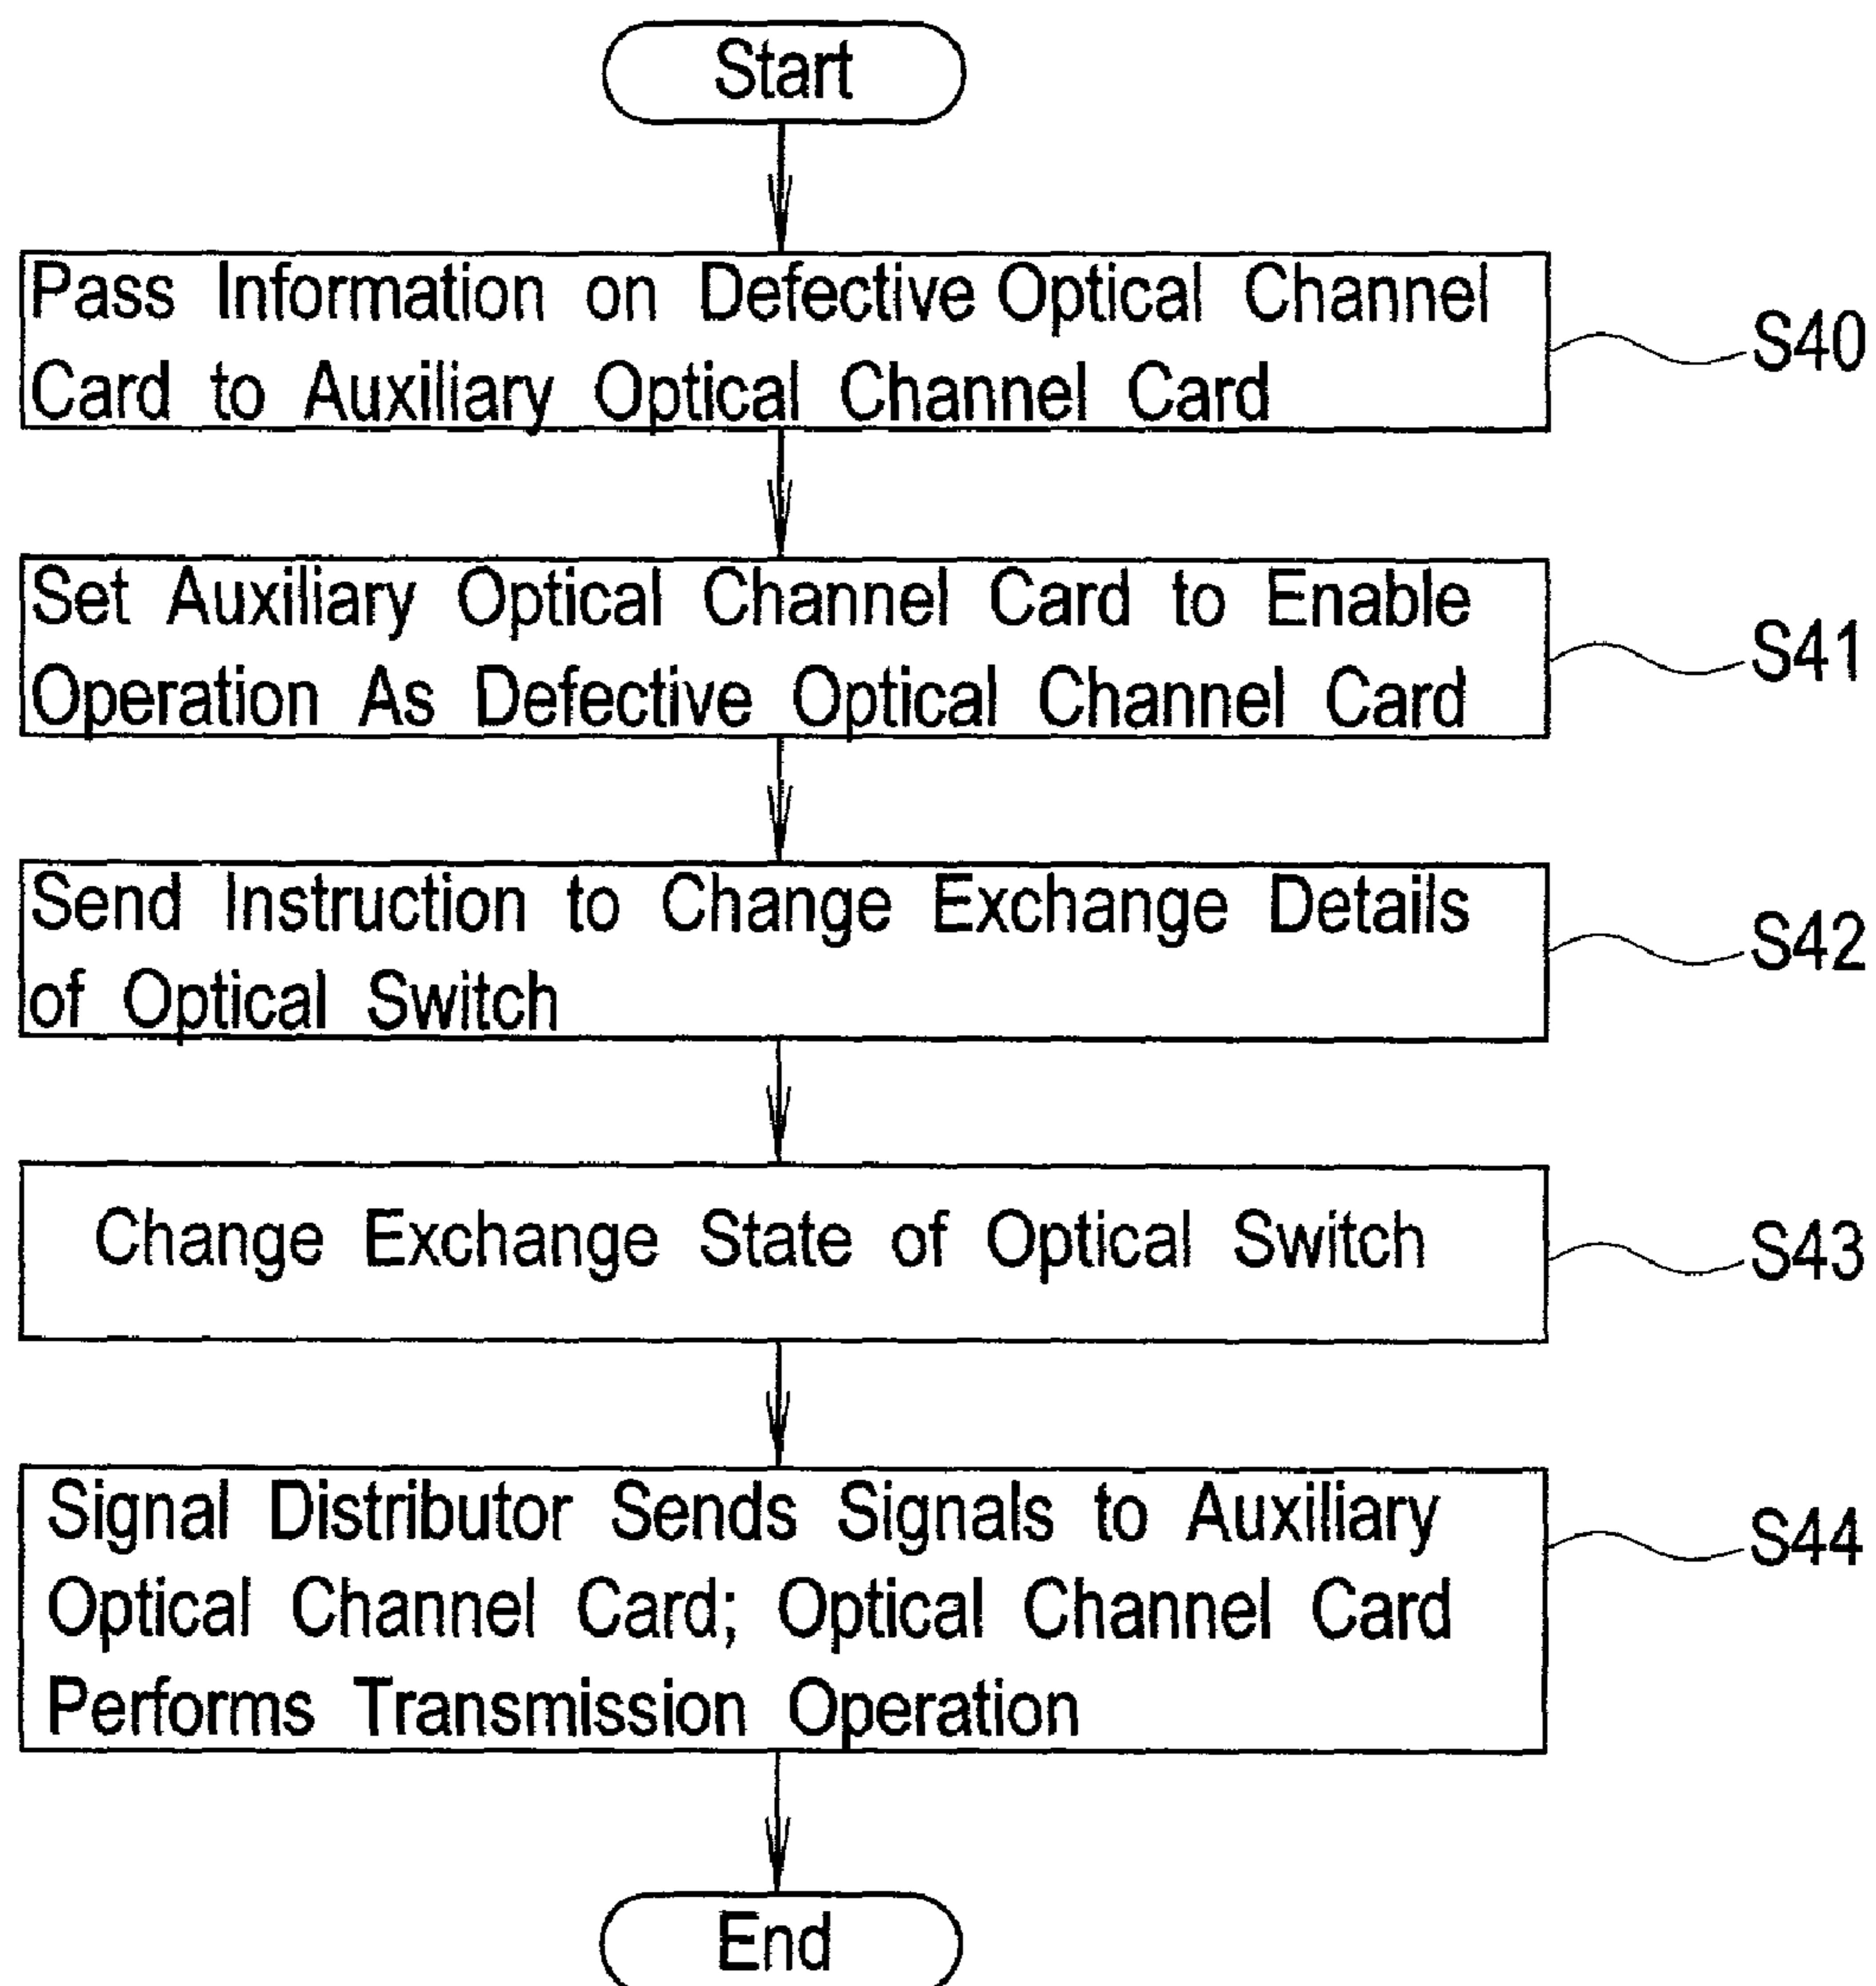 Start
Pass Information on Defective Optical Channel
Card to Auxiliary Optical Channel Card
S40
Set Auxiliary Optical Channel Card to Enable
Operation As Defective Optical Channel Card
S41
Send Instruction to Change Exchange Details
of Optical Switch
S42
Change Exchange State of Optical Switch
S43
Signal Distributor Sends Signals to Auxiliary
Optical Channel Card; Optical Channel Card
Performs Transmission Operation
S44
End